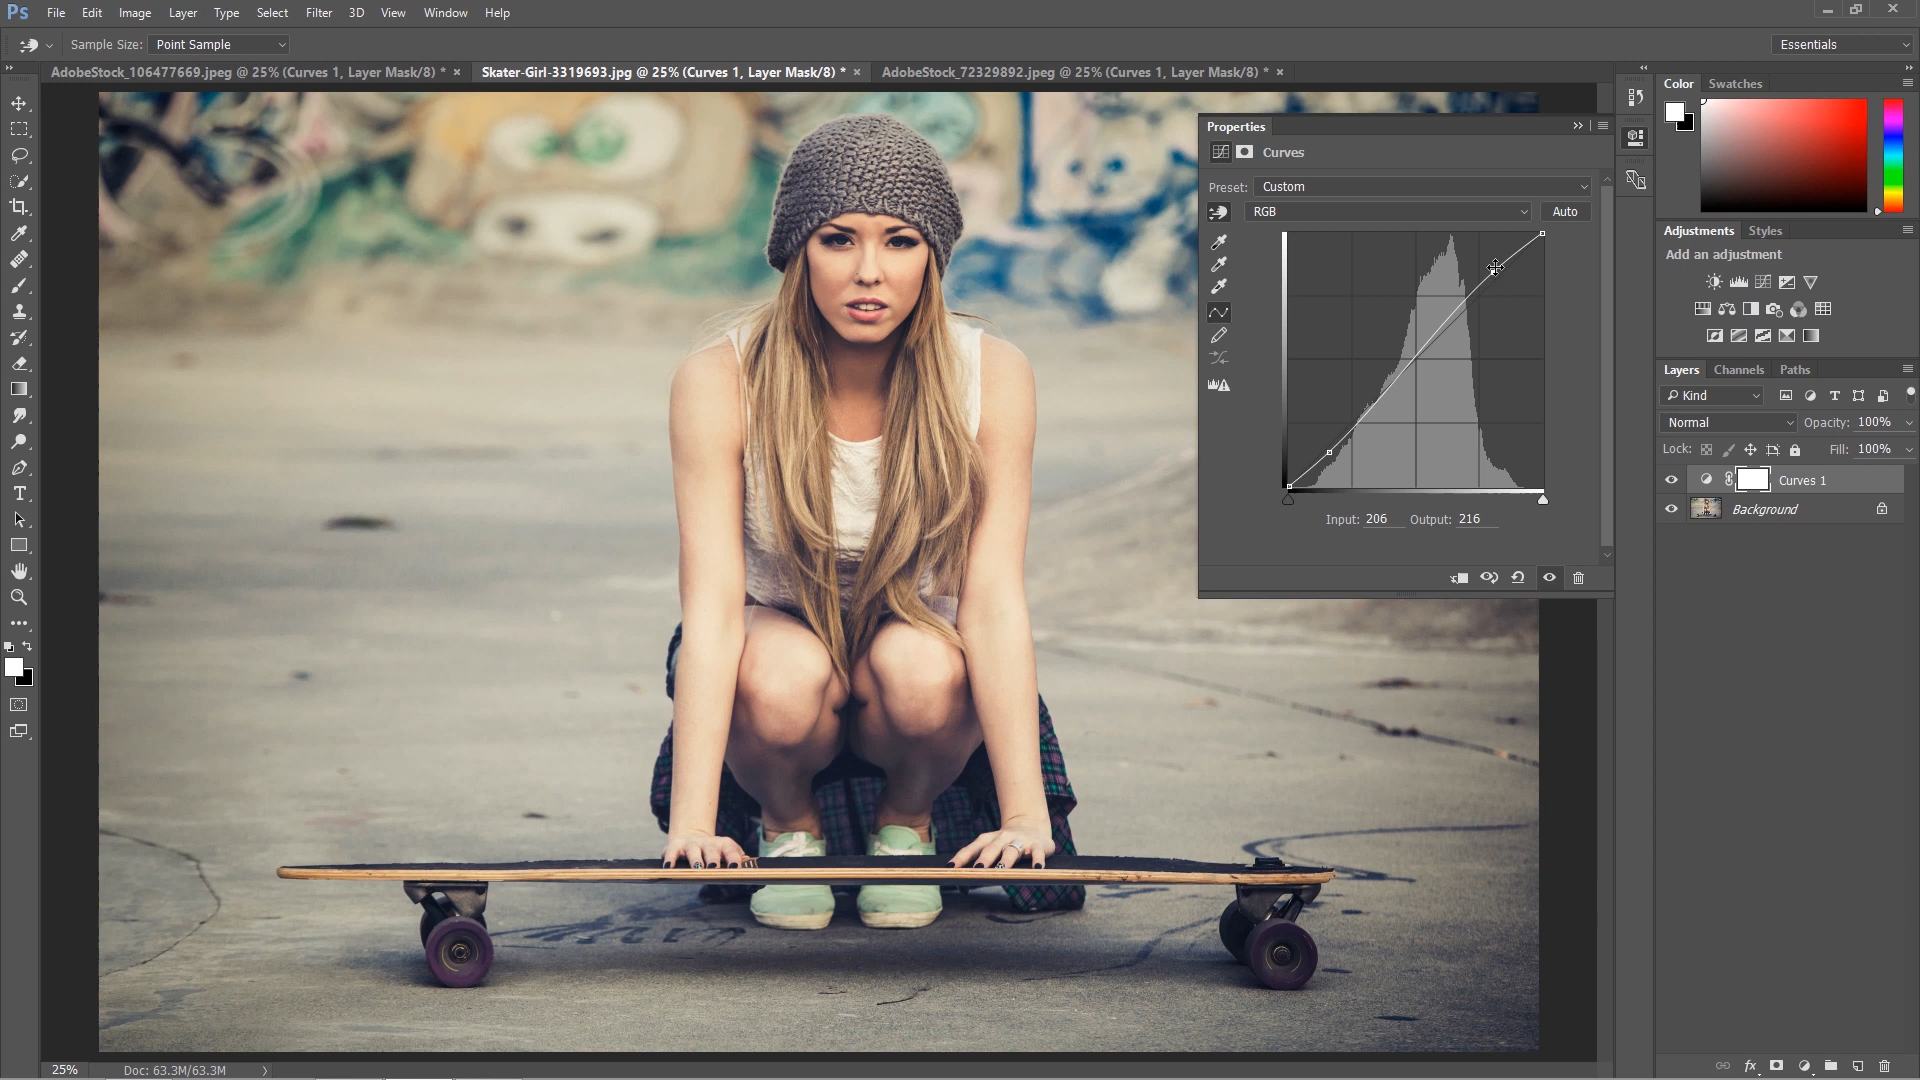 Ps File Edit Image Layer Type Select Filter 3D View Window Help
Sample Size: Point Sample
Essentials
AdobeStock_106477669.jpeg @ 25% (Curves 1, Layer Mask/8) * ×
Skater-Girl-3319693.jpg @ 25% (Curves 1, Layer Mask/8) * ×
AdobeStock_72329892.jpeg @ 25% (Curves 1, Layer Mask/8) * ×
Properties
Curves
Preset: Custom
RGB
Auto
Input: 206 Output: 216
Color Swatches
Adjustments Styles
Add an adjustment
Layers Channels Paths
Kind
Normal Opacity: 100%
Lock: Fill: 100%
Curves 1
Background
25% Doc: 63.3M/63.3M